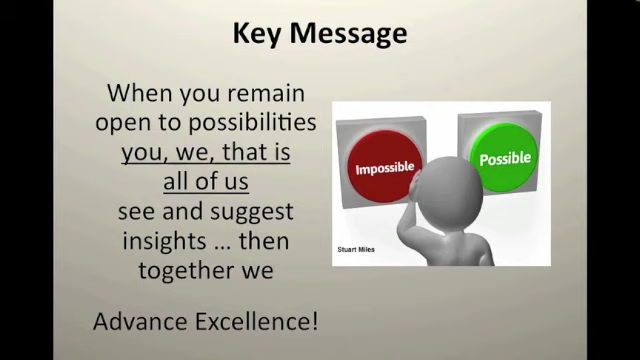 Key Message
When you remain
open to possibilities
you, we, that is
all of us
see and suggest
insights … then
together we
Advance Excellence!
Impossible
Possible
Stuart Miles